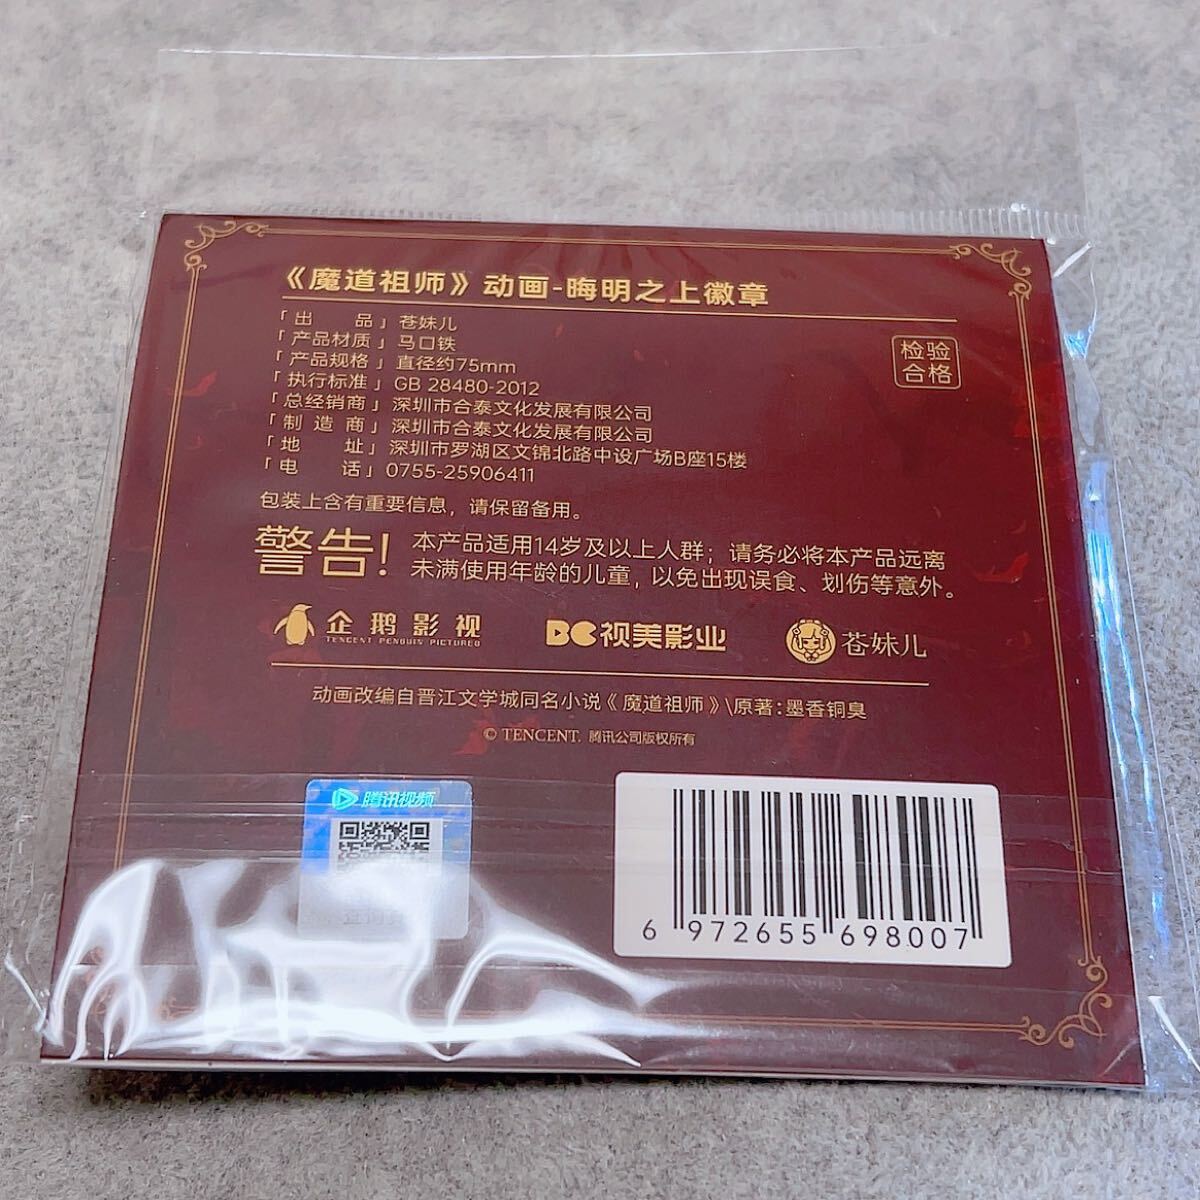 《魔道祖师》动画-晦明之上徽章
「出品」苍妹儿
「产品材质」马口铁
「产品规格」直径约75mm
「执行标准」GB 28480-2012
「总经销商」深圳市合泰文化发展有限公司
「制造商」深圳市合泰文化发展有限公司
「地址」深圳市罗湖区文锦北路中设广场B座15楼
「电话」0755-25906411
检验
合格
包装上含有重要信息，请保留备用。
警告！
本产品适用14岁及以上人群；请务必将本产品远离
未满使用年龄的儿童，以免出现误食、划伤等意外。
企鹅影视
TENCENT PENGUIN PICTURES
视美影业
苍妹儿
动画改编自晋江文学城同名小说《魔道祖师》\原著：墨香铜臭
© TENCENT. 腾讯公司版权所有
腾讯视频
6 972655 698007